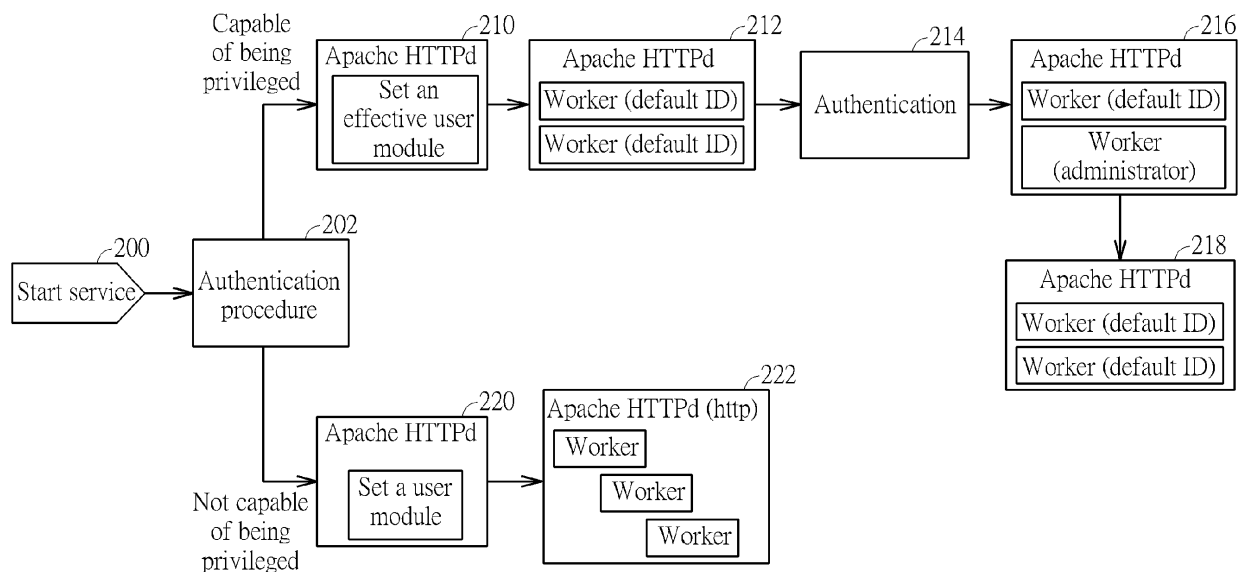 Capable
of being
privileged
210
Apache HTTPd
Set an
effective user
module
212
Apache HTTPd
Worker (default ID)
Worker (default ID)
214
Authentication
216
Apache HTTPd
Worker (default ID)
Worker
(administrator)
200
Start service
202
Authentication
procedure
218
Apache HTTPd
Worker (default ID)
Worker (default ID)
Not capable
of being
privileged
220
Apache HTTPd
Set a user
module
222
Apache HTTPd (http)
Worker
Worker
Worker